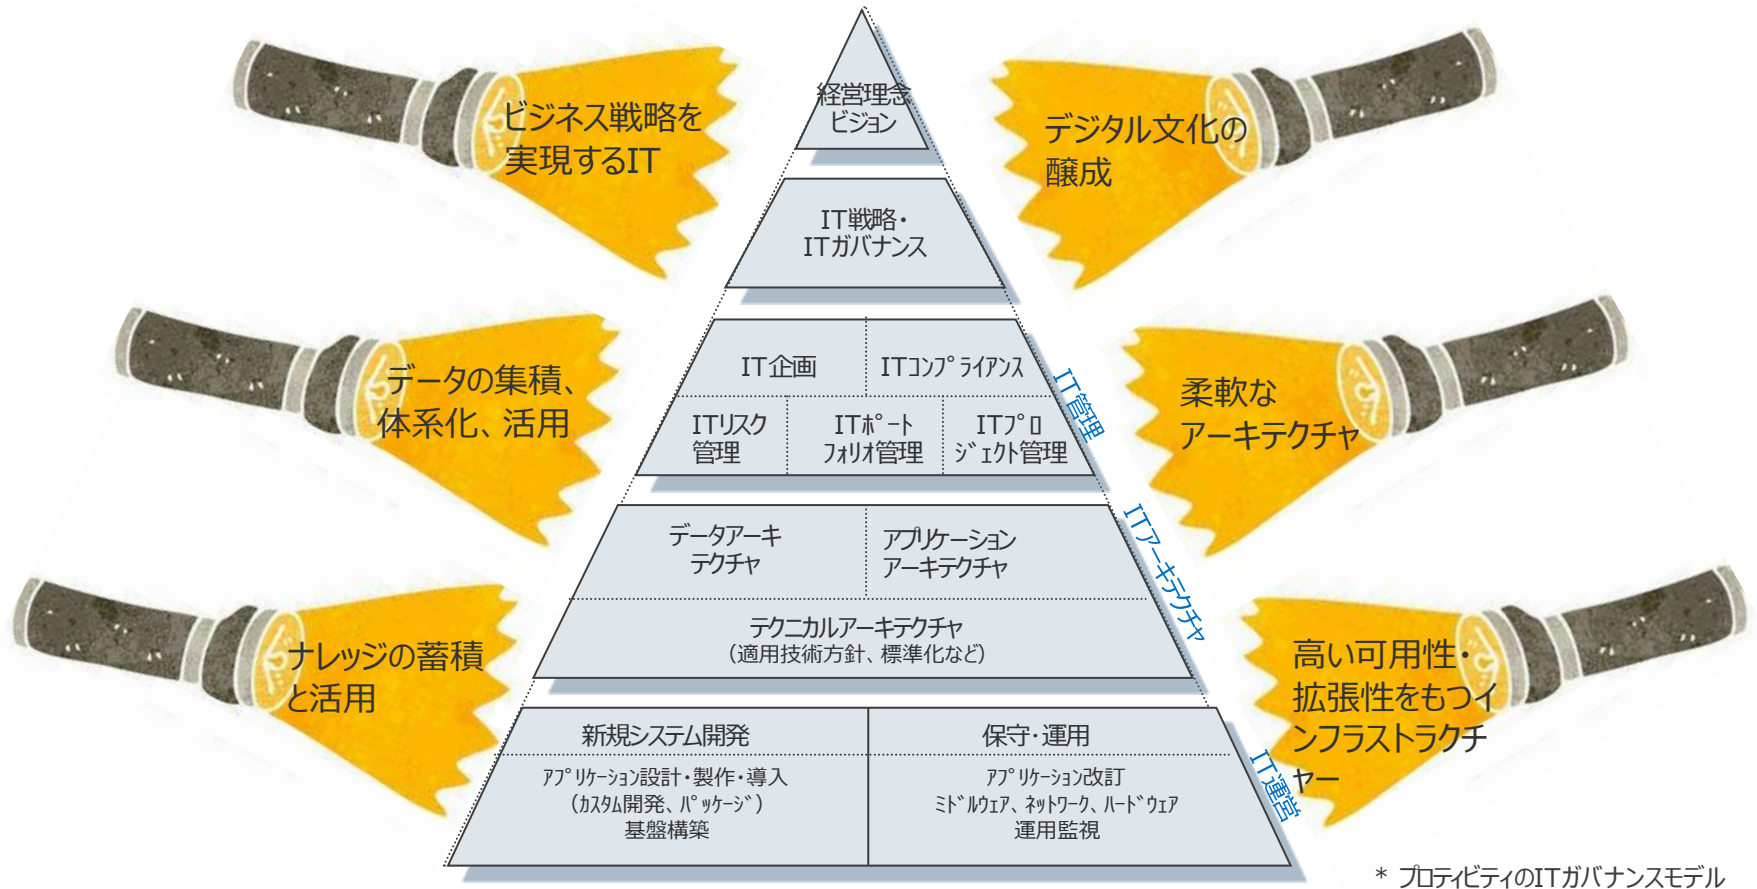 ビジネス戦略を
実現するIT
デジタル文化の
醸成
経営理念
ビジョン
IT戦略・
ITガバナンス
データの集積、
体系化、活用
柔軟な
アーキテクチャ
IT企画
ITｺﾝﾌﾟﾗｲｱﾝｽ
ITﾘｽｸ
管理
ITﾎﾟｰﾄ
ﾌｫﾘｵ管理
ITﾌﾟﾛ
ｼﾞｪｸﾄ管理
IT管理
データアーキ
テクチャ
アプリケーション
アーキテクチャ
テクニカルアーキテクチャ
（適用技術方針、標準化など）
ITアーキテクチャ
ナレッジの蓄積
と活用
高い可用性・
拡張性をもつイ
ンフラストラクチ
ャー
新規システム開発
ｱﾌﾟﾘｹｰｼｮﾝ設計・製作・導入
（ｶｽﾀﾑ開発、ﾊﾟｯｹｰｼﾞ）
基盤構築
保守・運用
ｱﾌﾟﾘｹｰｼｮﾝ改訂
ﾐﾄﾞﾙｳｪｱ、ﾈｯﾄﾜｰｸ、ﾊｰﾄﾞｳｪｱ
運用監視
IT運営
* プロティビティのITガバナンスモデル